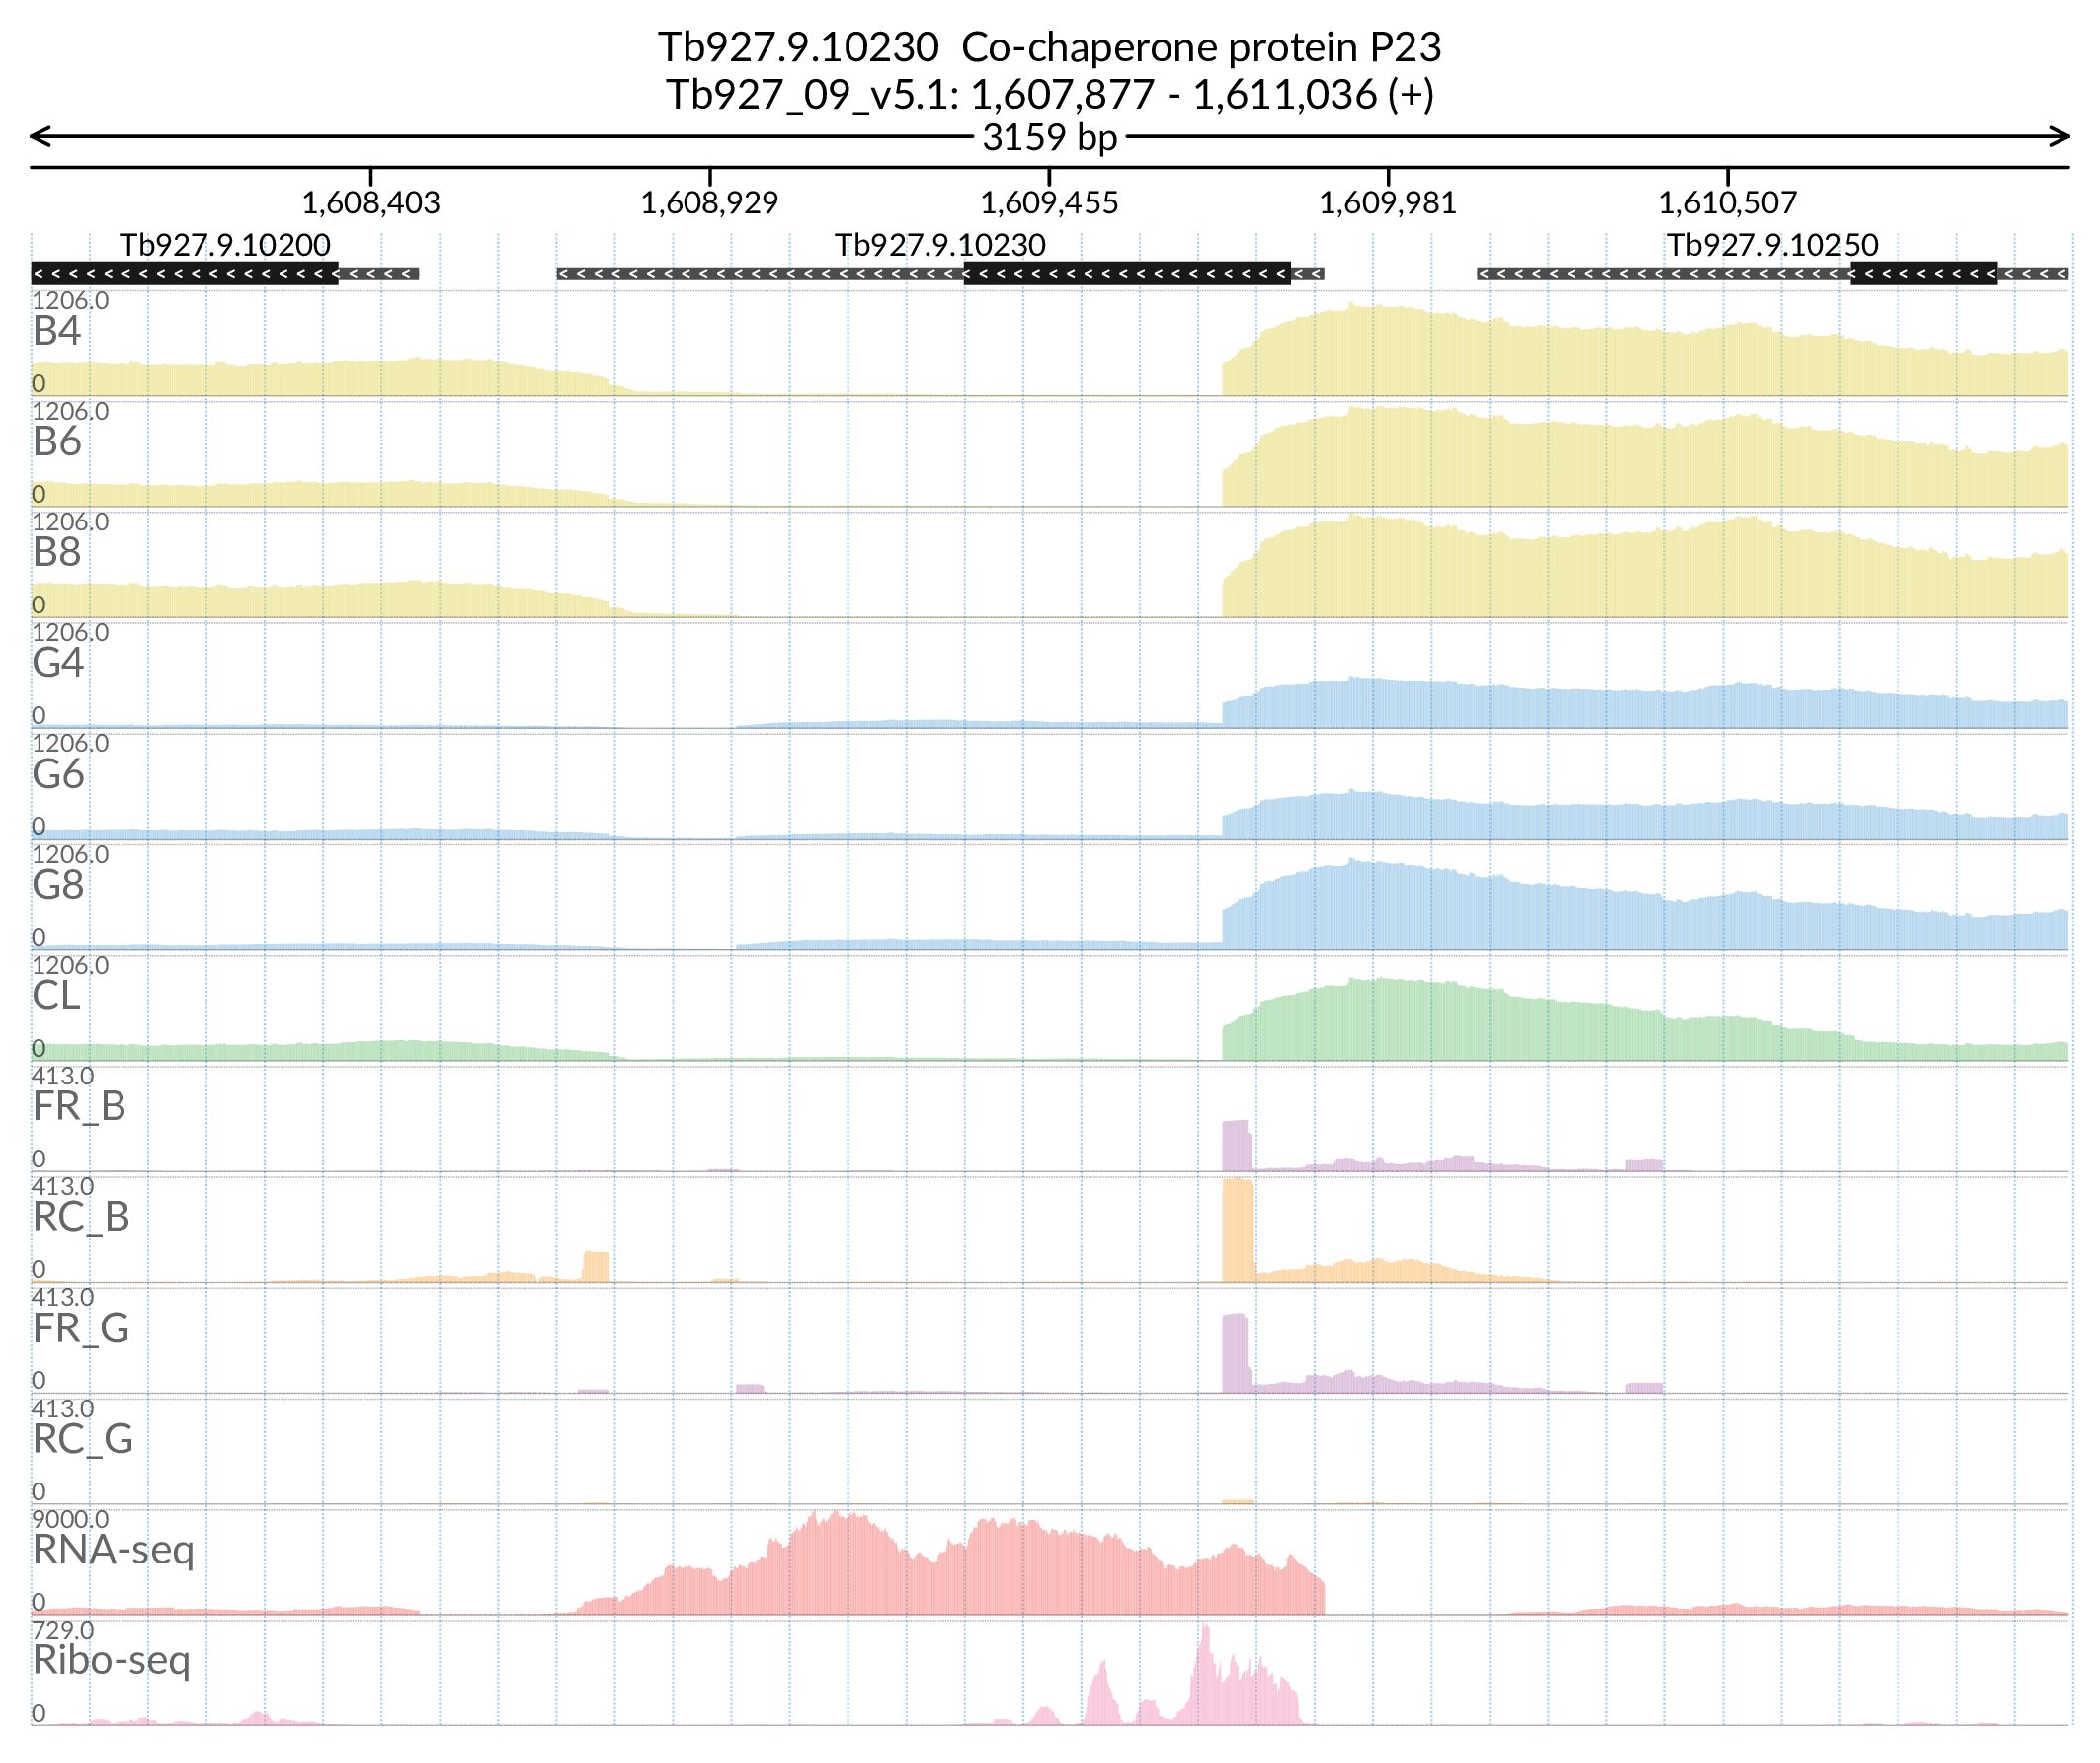 Tb927.9.10230 Co-chaperone protein P23
Tb927_09_v5.1: 1,607,877 - 1,611,036 (+)
3159 bp
1,608,403 1,608,929 1,609,455 1,609,981 1,610,507
Tb927.9.10200 Tb927.9.10230 Tb927.9.10250
1206.0
B4
0
1206.0
B6
0
1206.0
B8
0
1206.0
G4
0
1206.0
G6
0
1206.0
G8
0
1206.0
CL
0
413.0
FR_B
0
413.0
RC_B
0
413.0
FR_G
0
413.0
RC_G
0
9000.0
RNA-seq
0
729.0
Ribo-seq
0